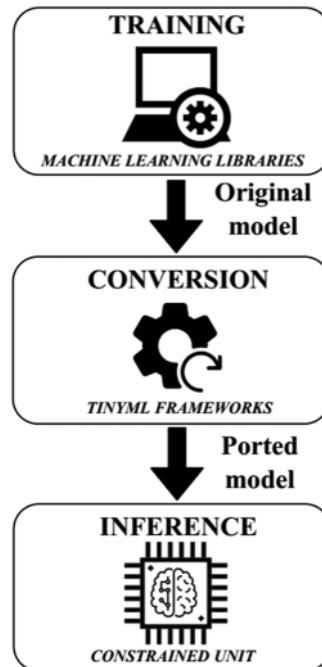 TRAINING
MACHINE LEARNING LIBRARIES
Original
model
CONVERSION
TINYML FRAMEWORKS
Ported
model
INFERENCE
CONSTRAINED UNIT